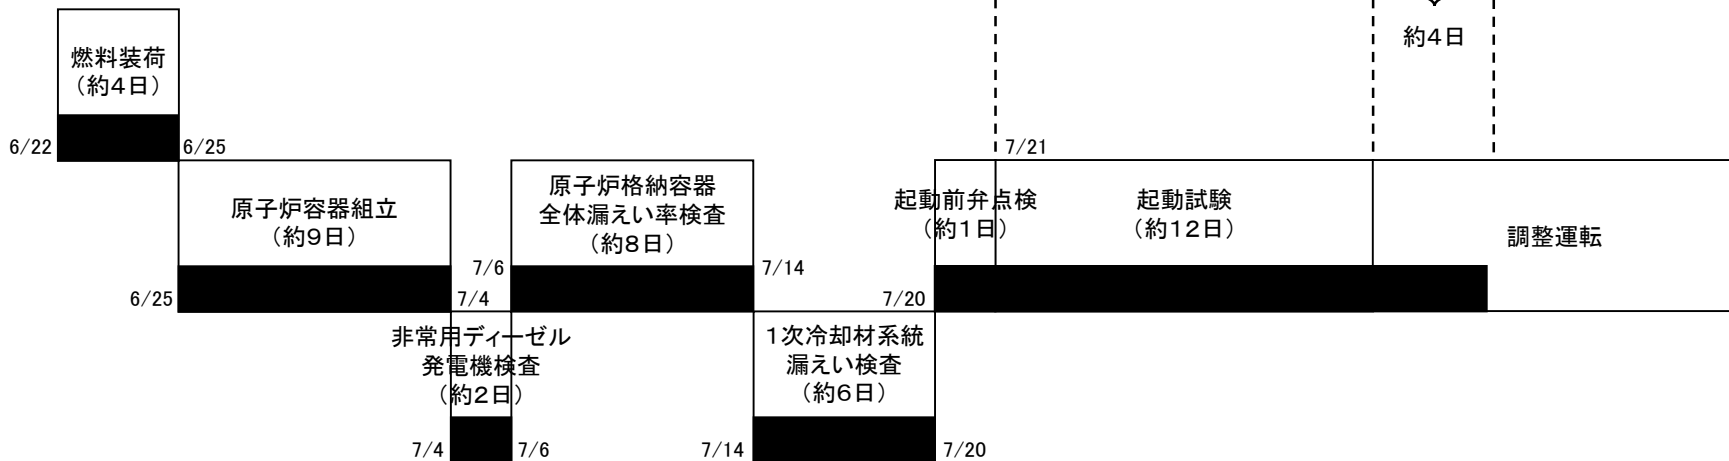 約4日
燃料装荷
（約4日）
6/22
6/25
7/21
原子炉容器組立
（約9日）
原子炉格納容器
全体漏えい率検査
（約8日）
起動前弁点検
（約1日）
起動試験
（約12日）
調整運転
7/6
7/14
6/25
7/4
7/20
非常用ディーゼル
発電機検査
（約2日）
1次冷却材系統
漏えい検査
（約6日）
7/4
7/6
7/14
7/20